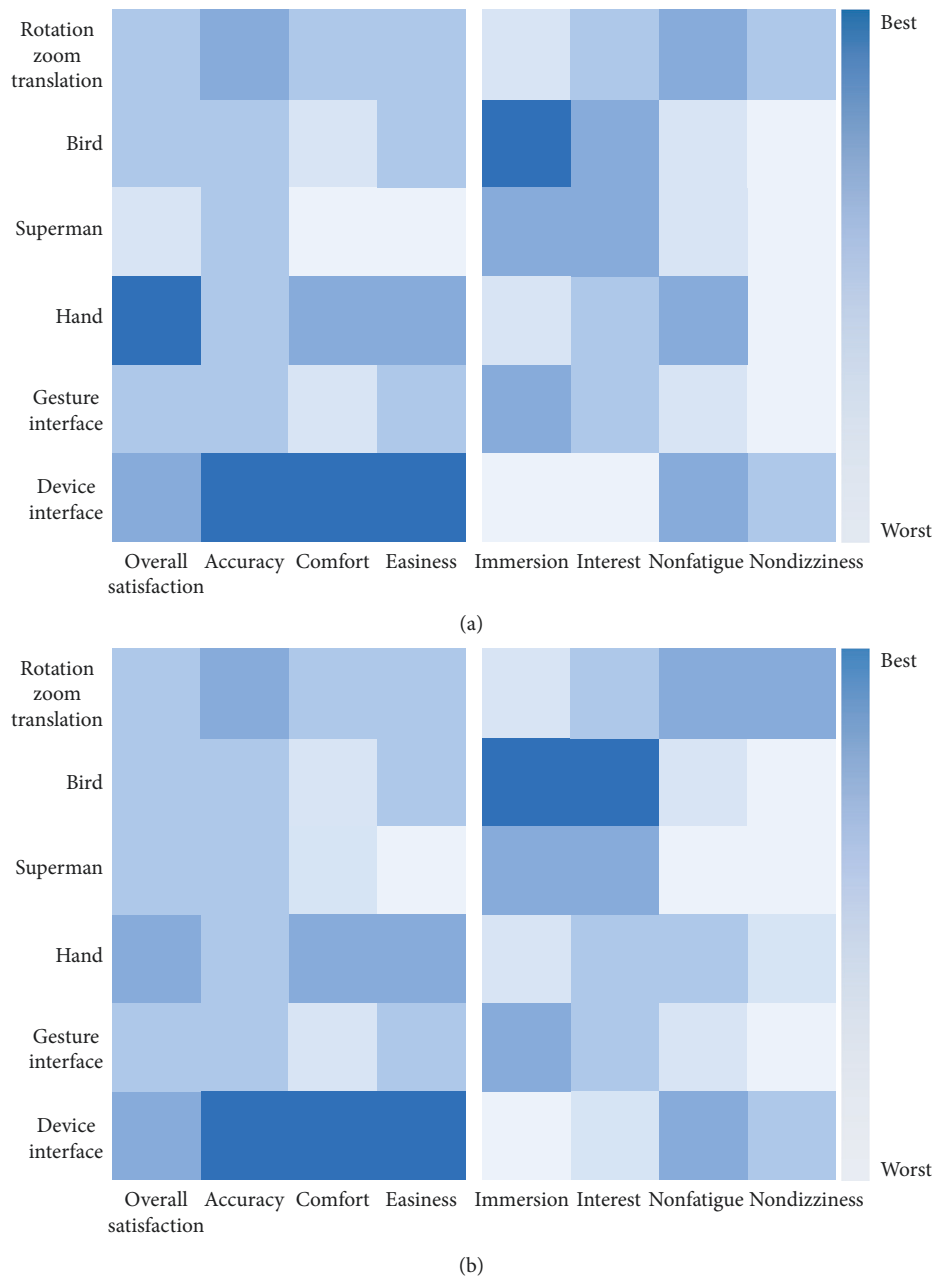 Rotation
zoom
translation
Bird
Superman
Hand
Gesture
interface
Device
interface
Best
Worst
Overall
satisfaction
Accuracy
Comfort
Easiness
Immersion
Interest
Nonfatigue
Nondizziness
(a)
Rotation
zoom
translation
Bird
Superman
Hand
Gesture
interface
Device
interface
Best
Worst
Overall
satisfaction
Accuracy
Comfort
Easiness
Immersion
Interest
Nonfatigue
Nondizziness
(b)